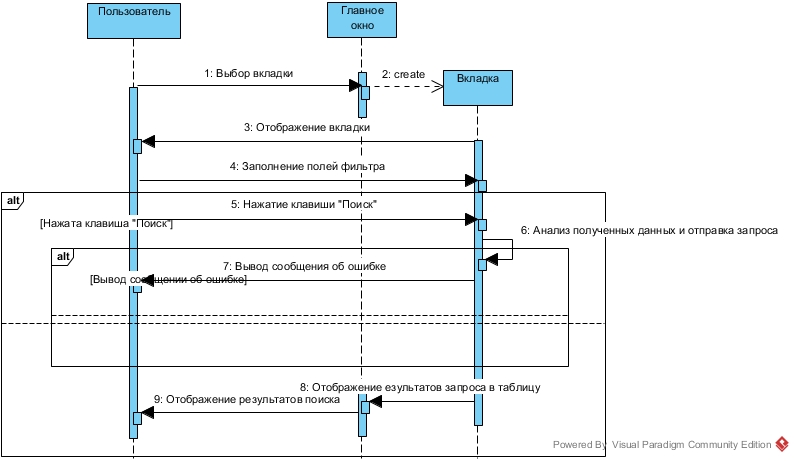 Пользователь
Главное
окно
1: Выбор вкладки
2: create
Вкладка
3: Отображение вкладки
4: Заполнение полей фильтра
alt
5: Нажатие клавиши "Поиск"
[Нажата клавиша "Поиск"]
6: Анализ полученных данных и отправка запроса
alt
7: Вывод сообщения об ошибке
[Вывод сообщении об ошибке]
8: Отображение езультатов запроса в таблицу
9: Отображение результатов поиска
Powered By Visual Paradigm Community Edition